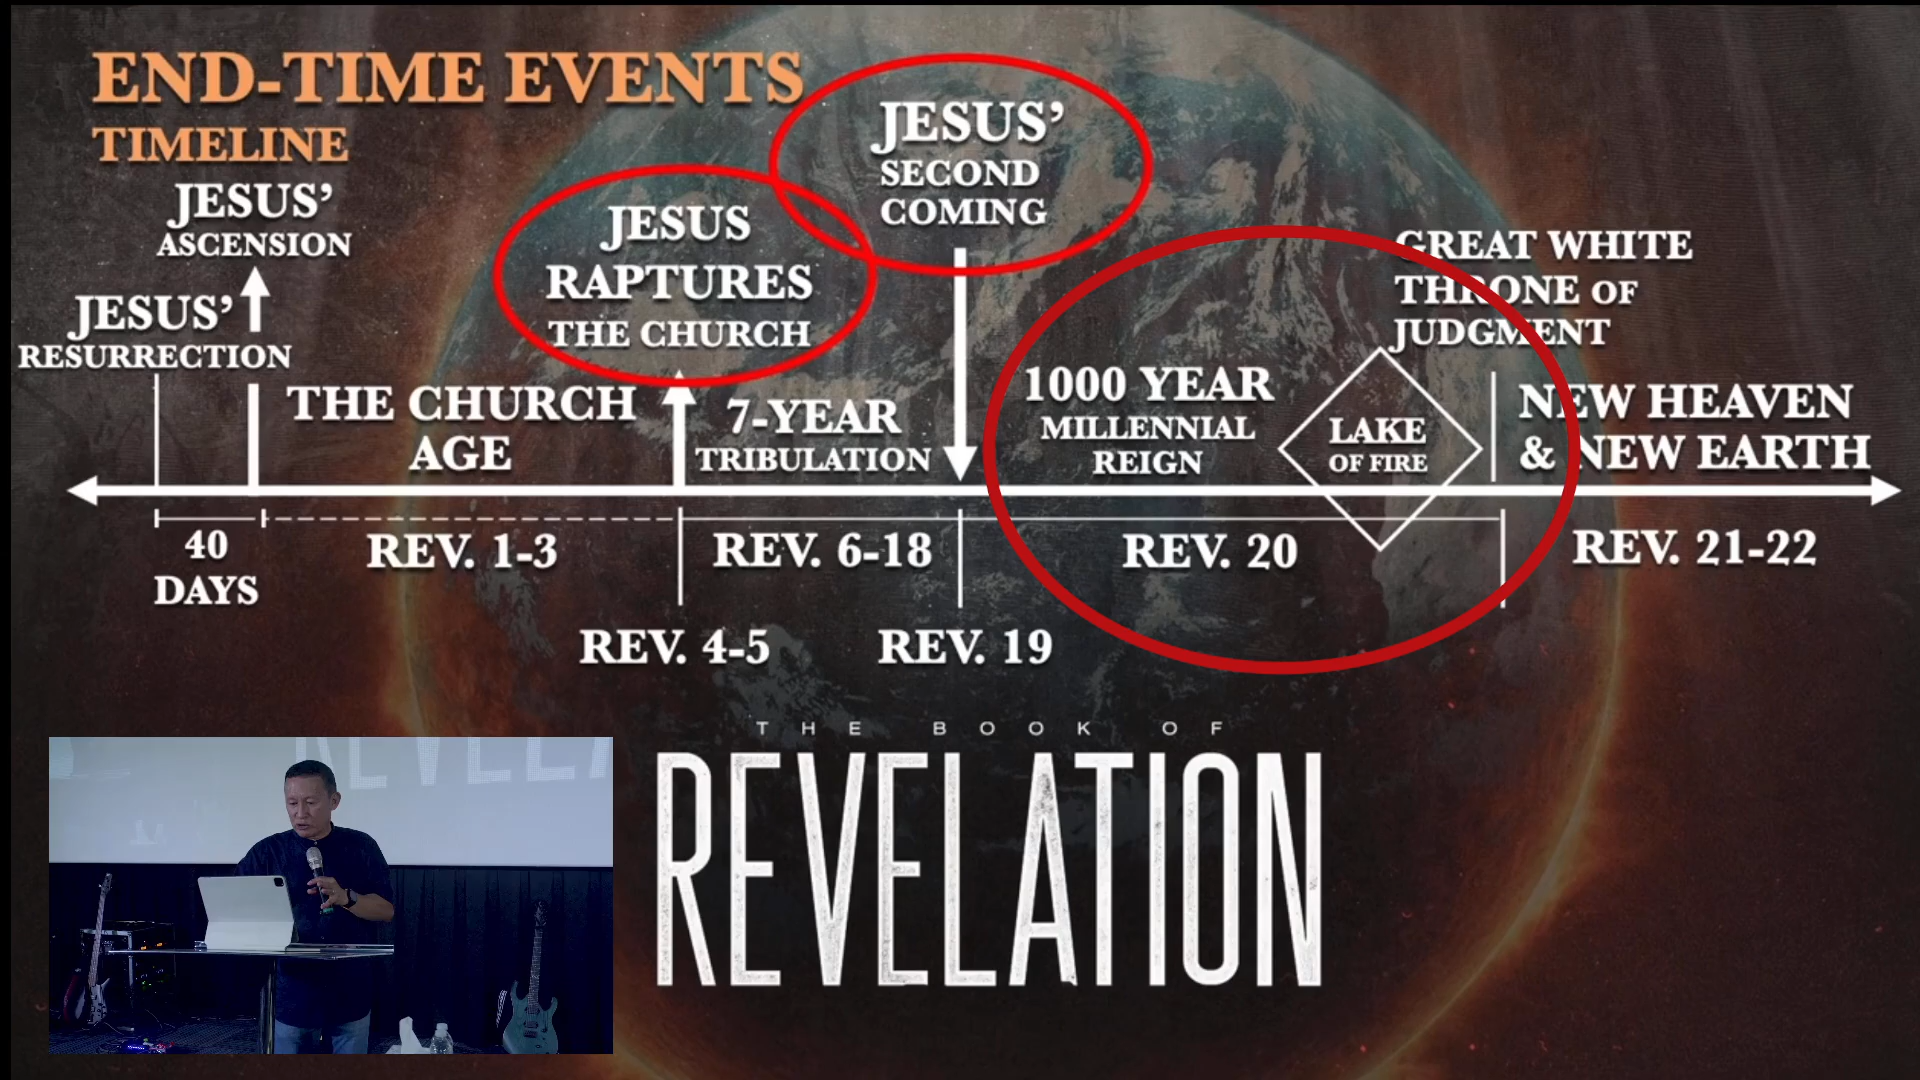 END-TIME EVENTS
TIMELINE
JESUS'
ASCENSION
JESUS'
RESURRECTION
THE CHURCH
AGE
JESUS
RAPTURES
THE CHURCH
7-YEAR
TRIBULATION
JESUS'
SECOND
COMING
1000 YEAR
MILLENNIAL
REIGN
LAKE
OF FIRE
GREAT WHITE
THRONE OF
JUDGMENT
NEW HEAVEN
& NEW EARTH
40
DAYS
REV. 1-3
REV. 4-5
REV. 6-18
REV. 19
REV. 20
REV. 21-22
THE BOOK OF
REVELATION